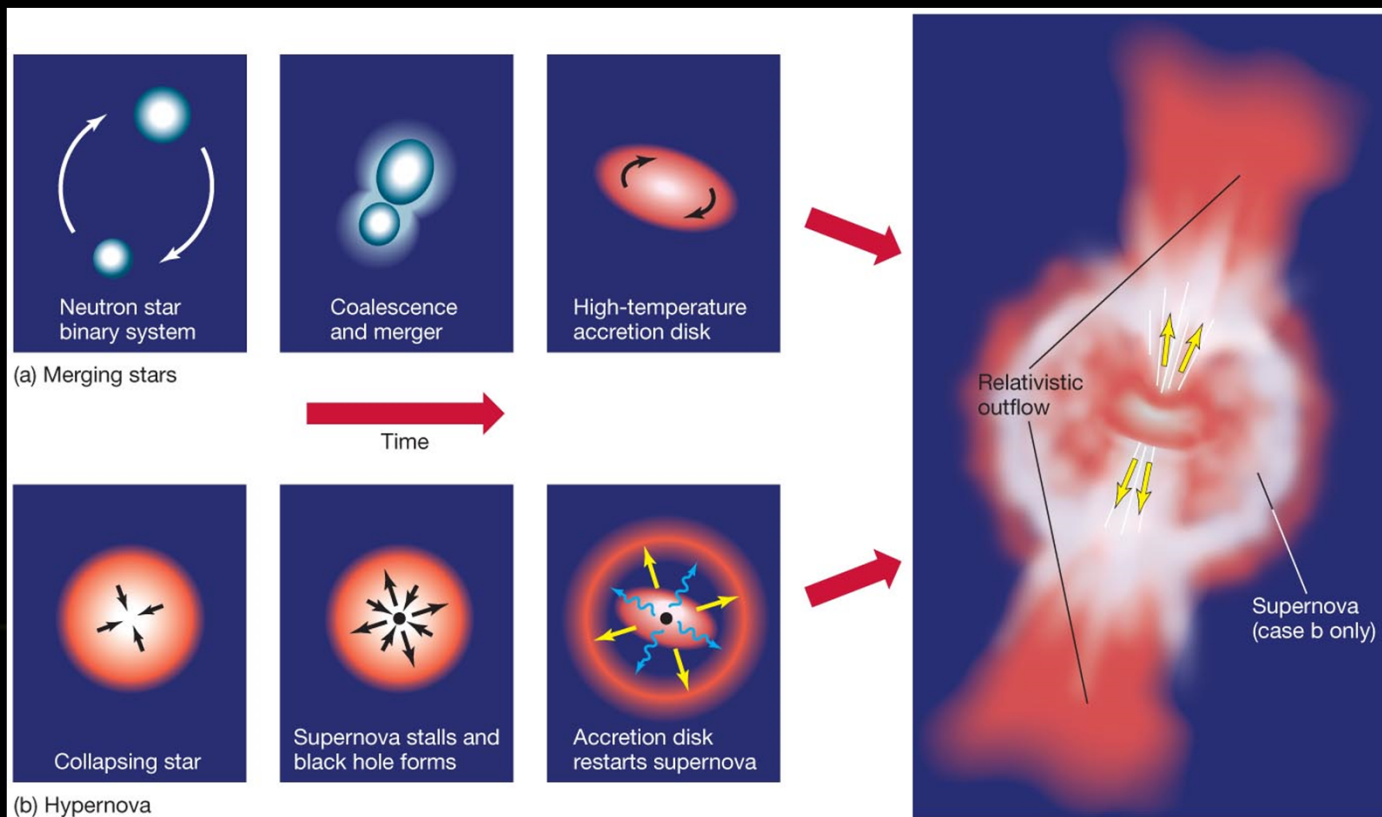 Neutron star
binary system
Coalescence
and merger
High-temperature
accretion disk
(a) Merging stars
Time
Collapsing star
Supernova stalls and
black hole forms
Accretion disk
restarts supernova
(b) Hypernova
Relativistic
outflow
Supernova
(case b only)